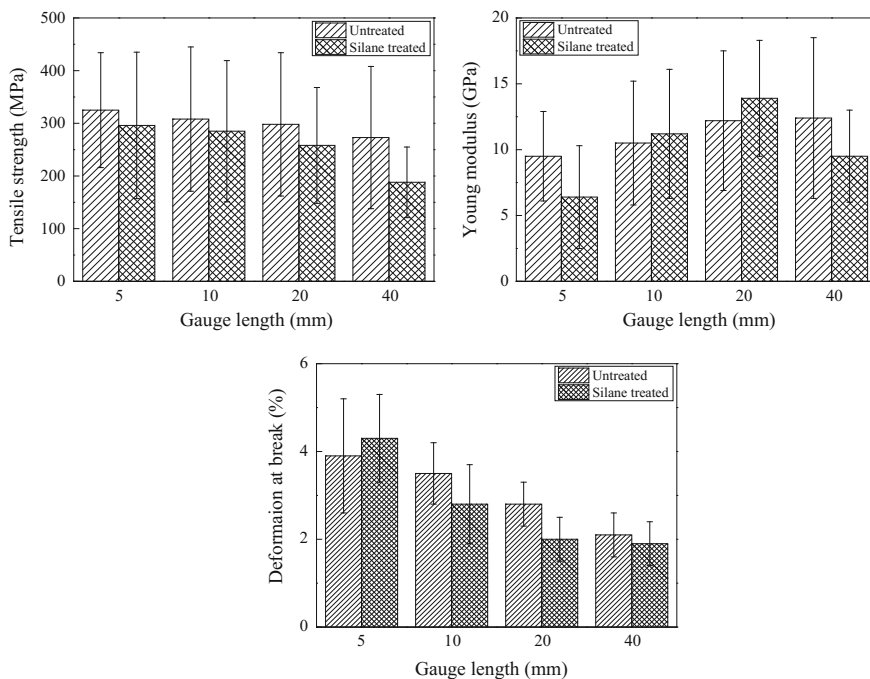 500
400
300
200
100
0
Tensile strength (MPa)
Untreated
Silane treated
5 10 20 40
Gauge length (mm)
20
15
10
5
0
Young modulus (GPa)
Untreated
Silane treated
5 10 20 40
Gauge length (mm)
6
4
2
0
Deformaion at break (%)
Untreated
Silane treated
5 10 20 40
Gauge length (mm)